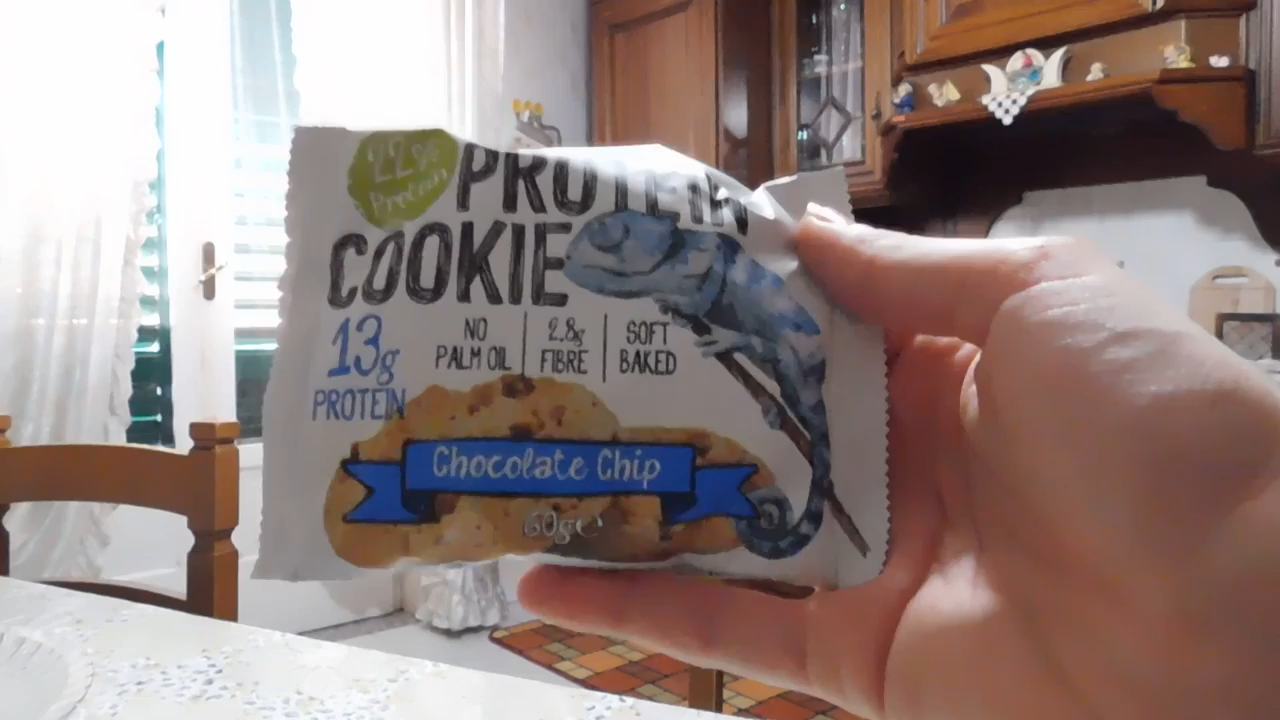 22%
Protein
PROTEIN
COOKIE
13g
PROTEIN
NO
PALM OIL
2.8g
FIBRE
SOFT
BAKED
Chocolate Chip
60g e